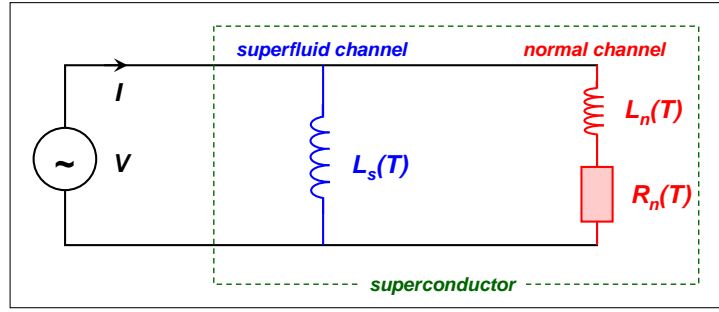 superfluid channel normal channel
I
L_n(T)
~ V L_s(T)
R_n(T)
superconductor